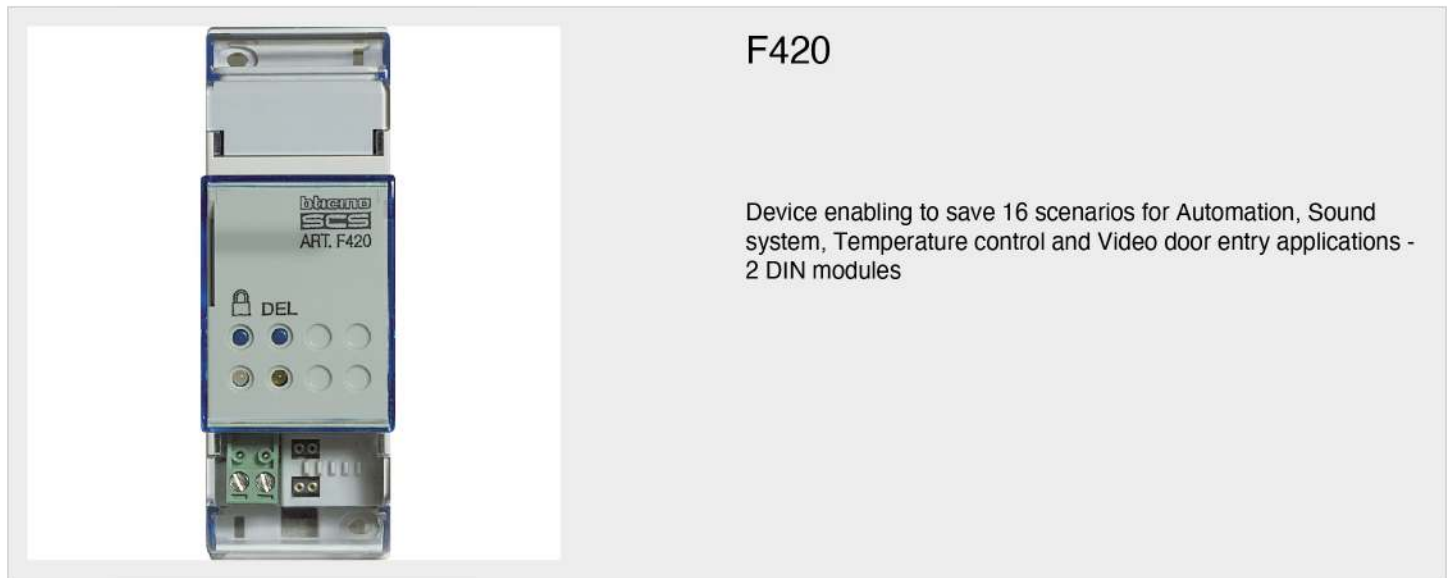 F420
Device enabling to save 16 scenarios for Automation, Sound
system, Temperature control and Video door entry applications -
2 DIN modules
bticino
SCS
ART. F420
DEL